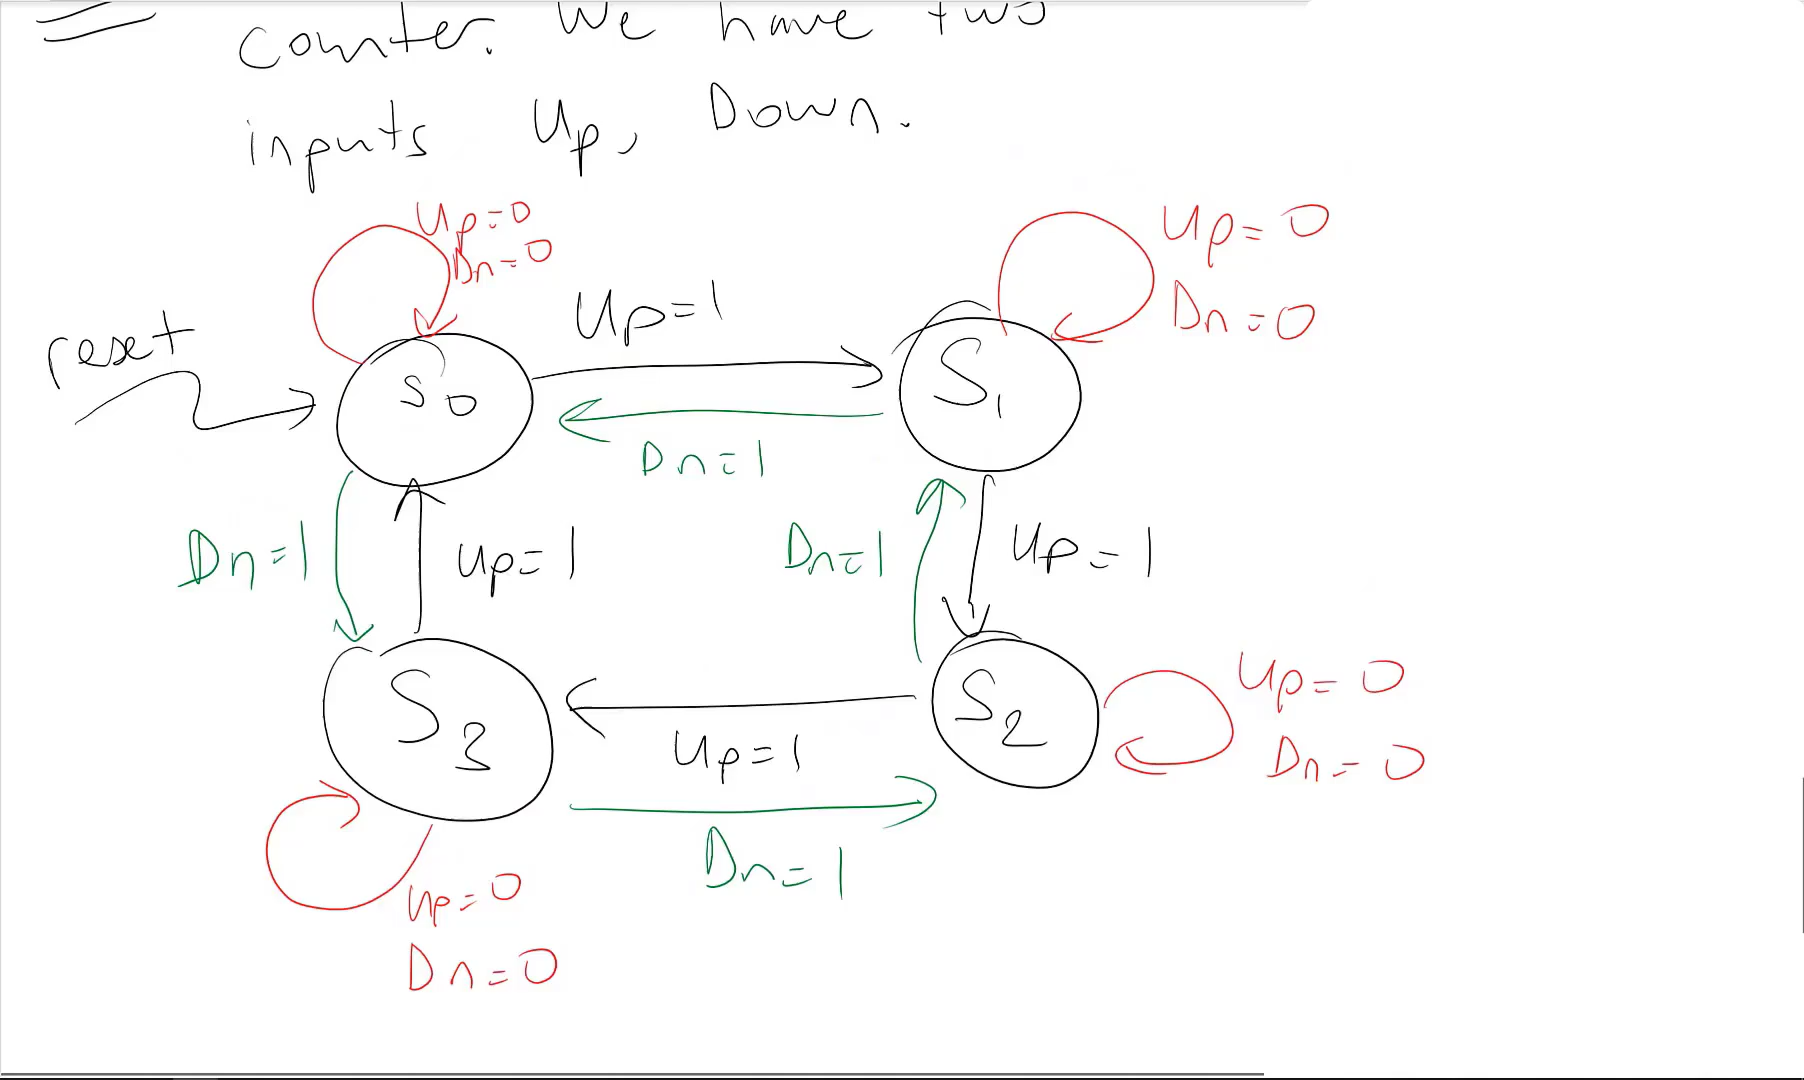 counter. We have two
inputs Up, Down.
Up=0
Dn=0
Up=0
Dn=0
reset
Up=1
S0
S1
Dn=1
Dn=1
Up=1
Dn=1
Up=1
S3
S2
Up=0
Dn=0
Up=1
Dn=1
Up=0
Dn=0